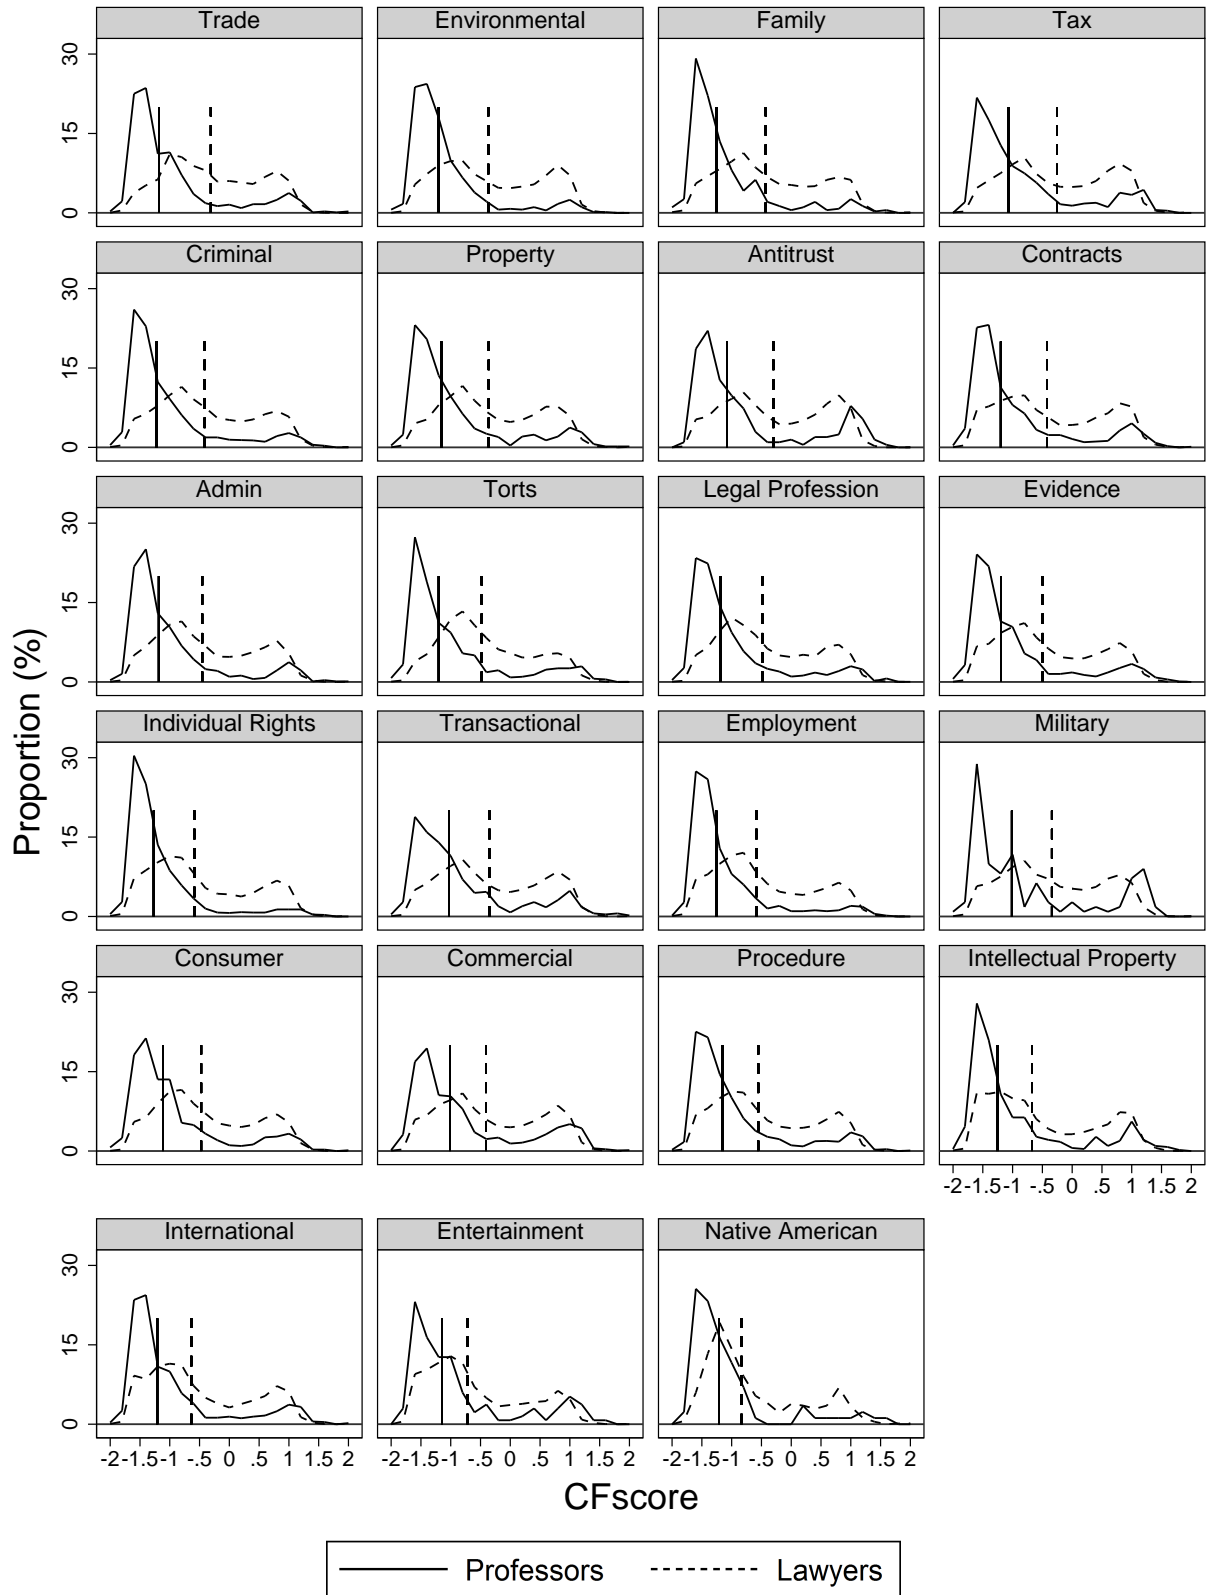 Trade Environmental Family Tax
30
15
0
Criminal Property Antitrust Contracts
30
15
0
Admin Torts Legal Profession Evidence
30
15
0
Individual Rights Transactional Employment Military
30
15
0
Consumer Commercial Procedure Intellectual Property
30
15
0
-2 -1.5 -1 -.5 0 .5 1 1.5 2
International Entertainment Native American
30
15
0
-2 -1.5 -1 -.5 0 .5 1 1.5 2 -2 -1.5 -1 -.5 0 .5 1 1.5 2 -2 -1.5 -1 -.5 0 .5 1 1.5 2
Proportion (%)
CFscore
Professors Lawyers